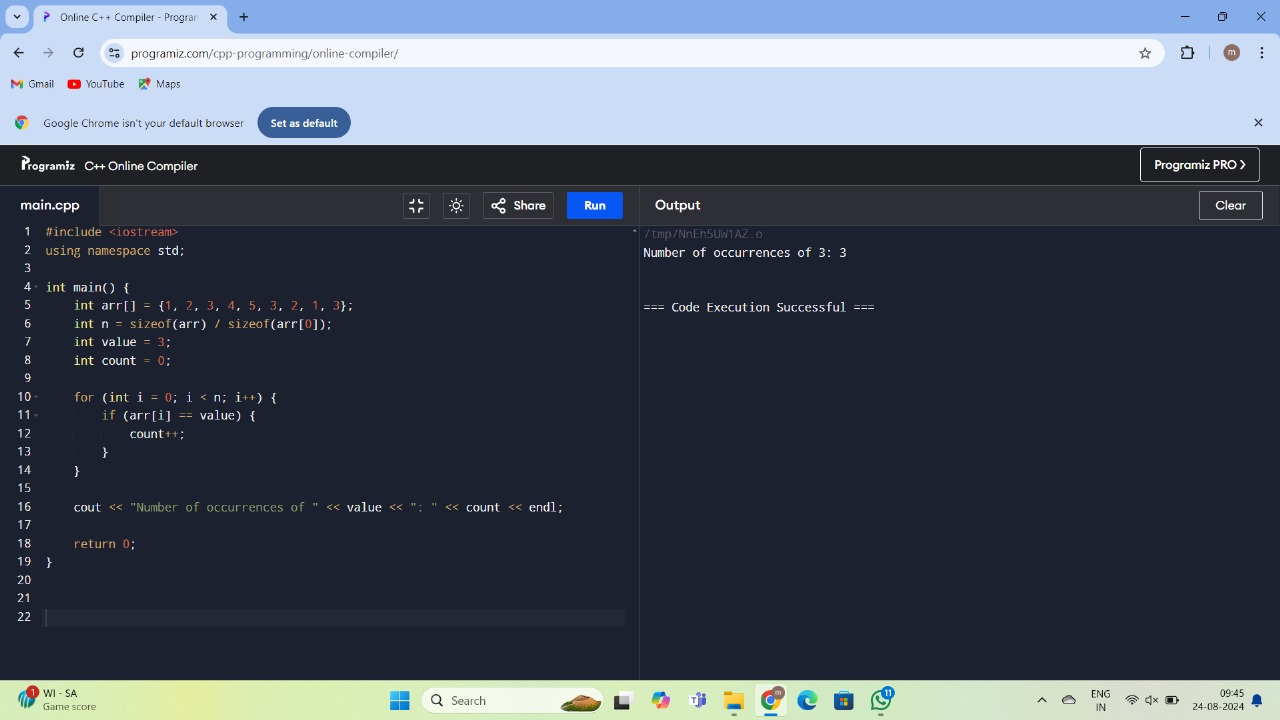 Online C++ Compiler - Program
programiz.com/cpp-programming/online-compiler/
m
Gmail YouTube Maps
Google Chrome isn't your default browser Set as default
Programiz C++ Online Compiler Programiz PRO
main.cpp Share Run Output Clear
1 #include <iostream>
2 using namespace std;
3
4 int main() {
5 int arr[] = {1, 2, 3, 4, 5, 3, 2, 1, 3};
6 int n = sizeof(arr) / sizeof(arr[0]);
7 int value = 3;
8 int count = 0;
9
10 for (int i = 0; i < n; i++) {
11 if (arr[i] == value) {
12 count++;
13 }
14 }
15
16 cout << "Number of occurrences of " << value << ": " << count << endl;
17
18 return 0;
19 }
20
21
22
/tmp/NnEh5UW1AZ.o
Number of occurrences of 3: 3
=== Code Execution Successful ===
1 WI - SA
Game score
Search
m
11
ENG
IN
09:45
24-08-2024